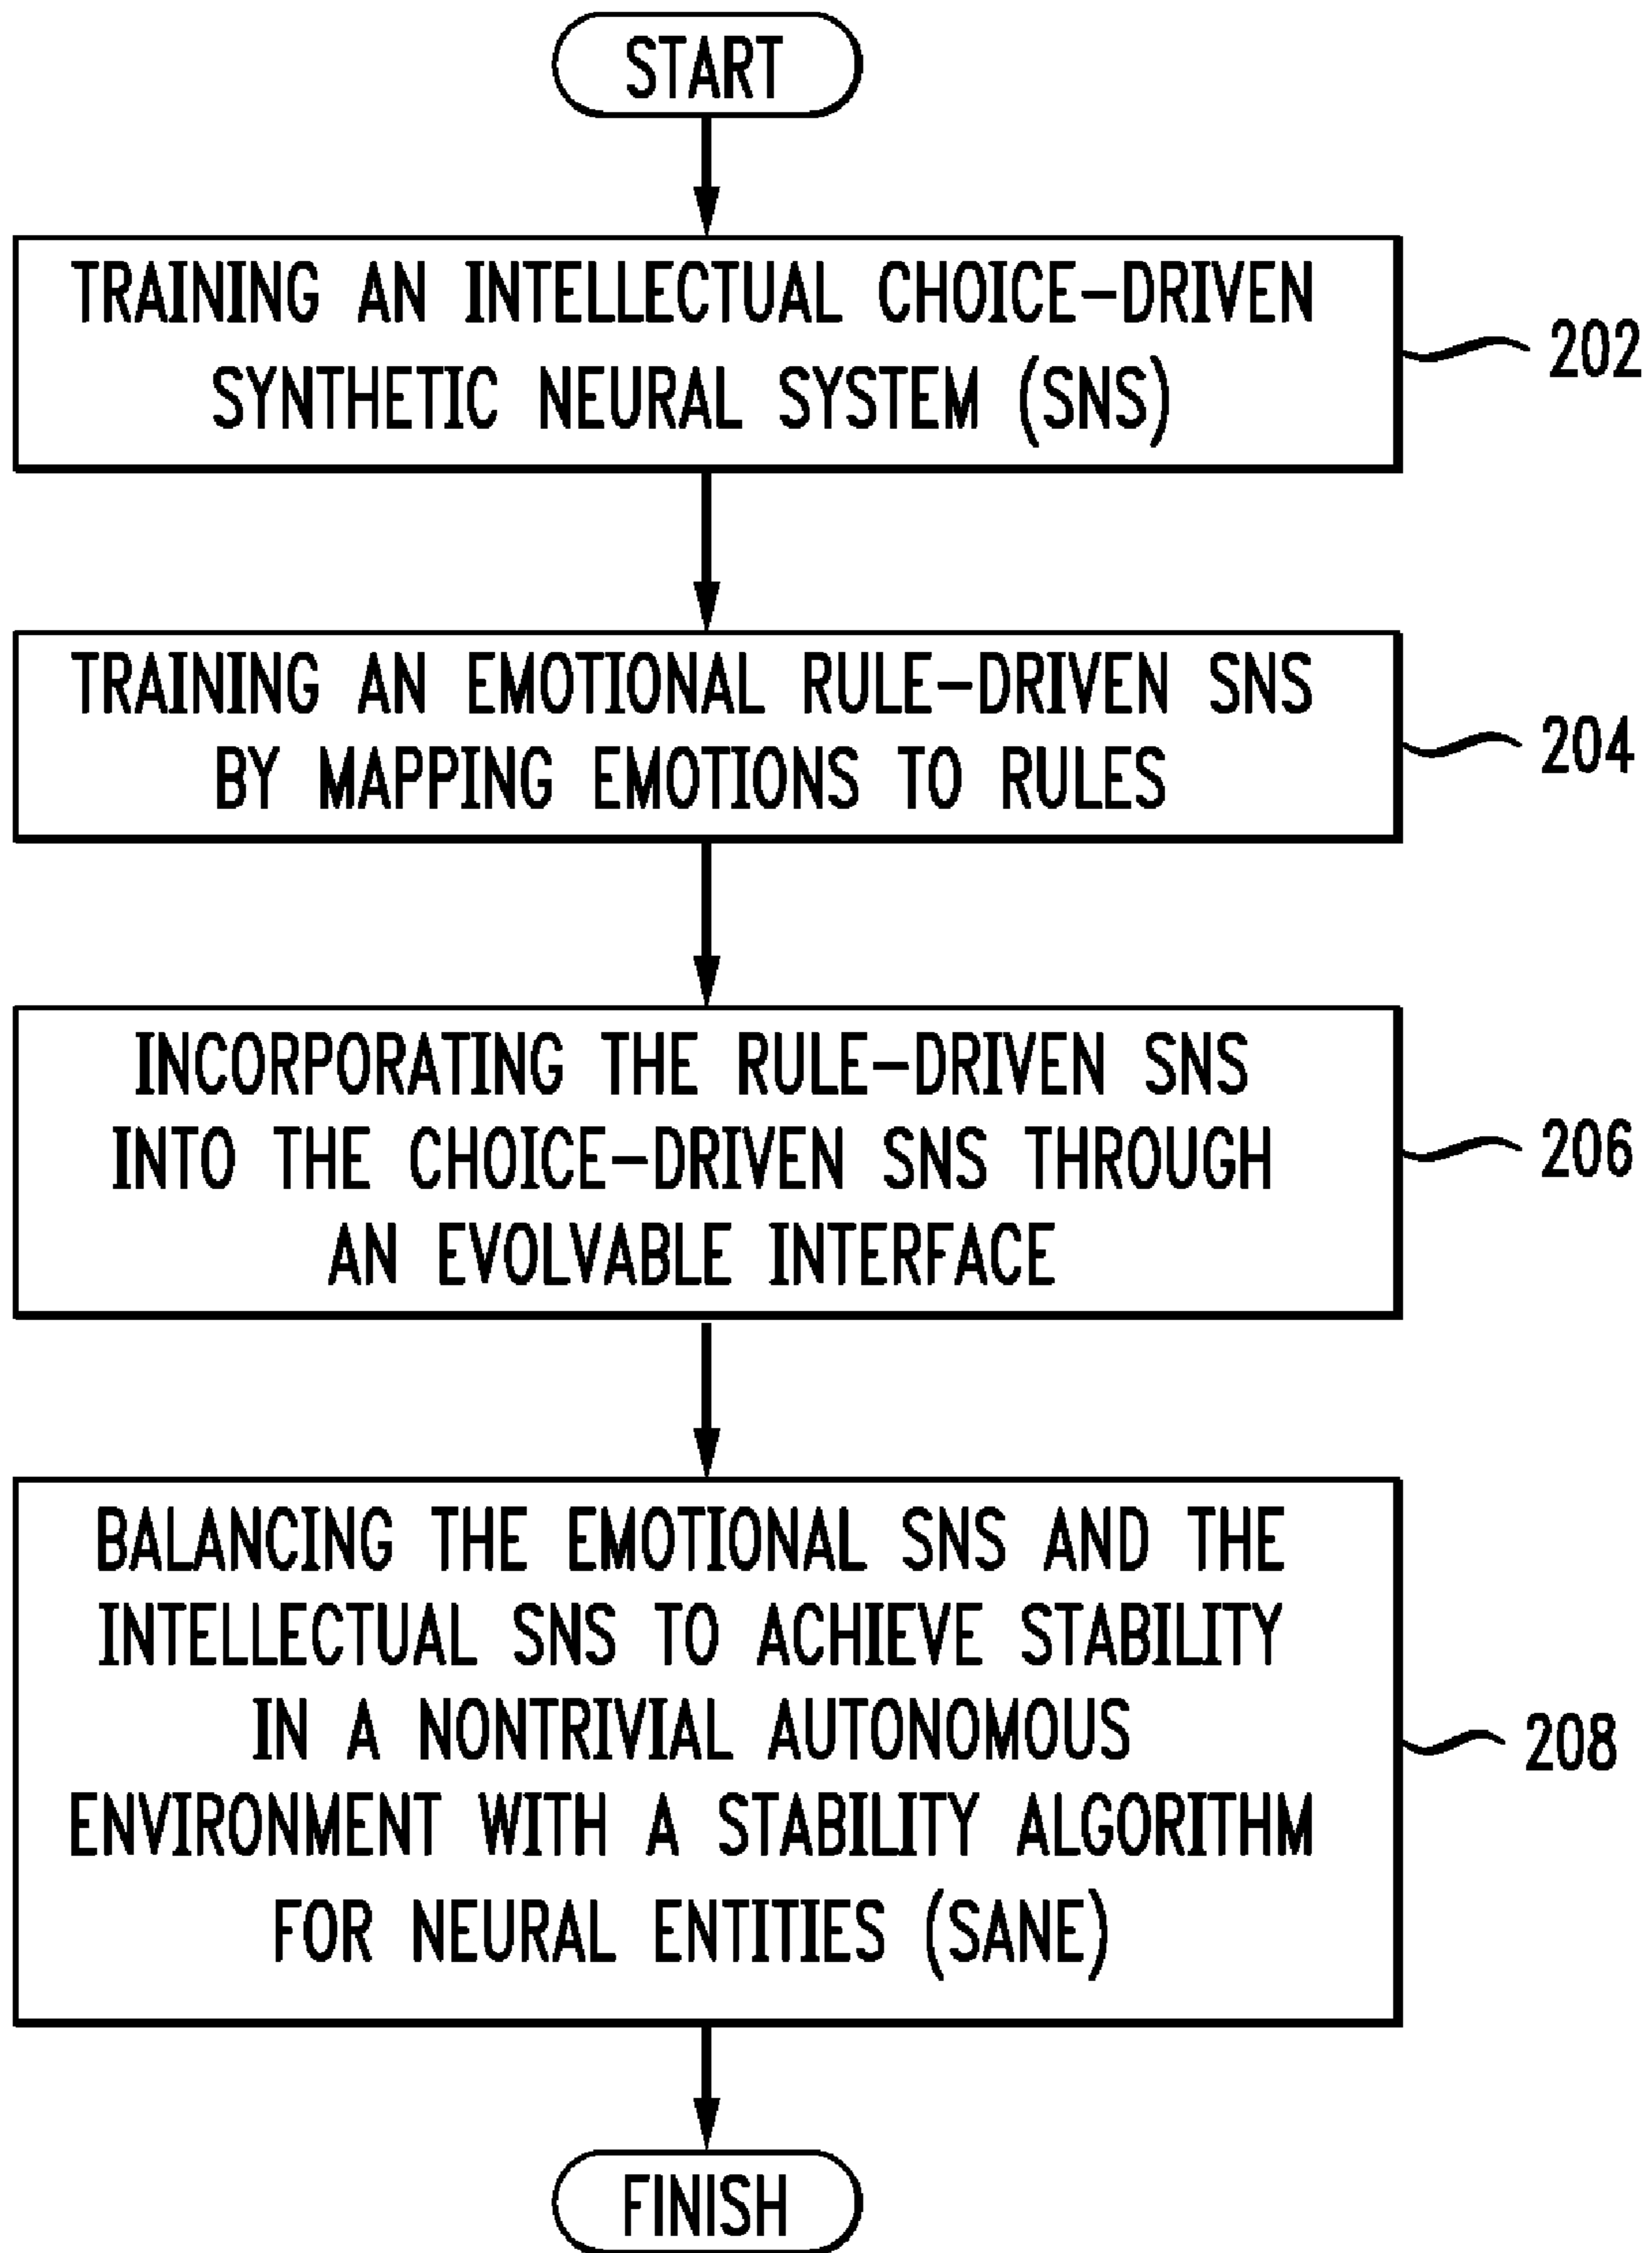 START
TRAINING AN INTELLECTUAL CHOICE-DRIVEN
SYNTHETIC NEURAL SYSTEM (SNS)
202
TRAINING AN EMOTIONAL RULE-DRIVEN SNS
BY MAPPING EMOTIONS TO RULES
204
INCORPORATING THE RULE-DRIVEN SNS
INTO THE CHOICE-DRIVEN SNS THROUGH
AN EVOLVABLE INTERFACE
206
BALANCING THE EMOTIONAL SNS AND THE
INTELLECTUAL SNS TO ACHIEVE STABILITY
IN A NONTRIVIAL AUTONOMOUS
ENVIRONMENT WITH A STABILITY ALGORITHM
FOR NEURAL ENTITIES (SANE)
208
FINISH